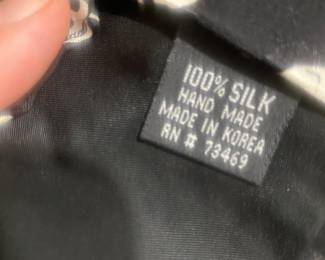 100% SILK
HAND MADE
MADE IN KOREA
RN # 73469